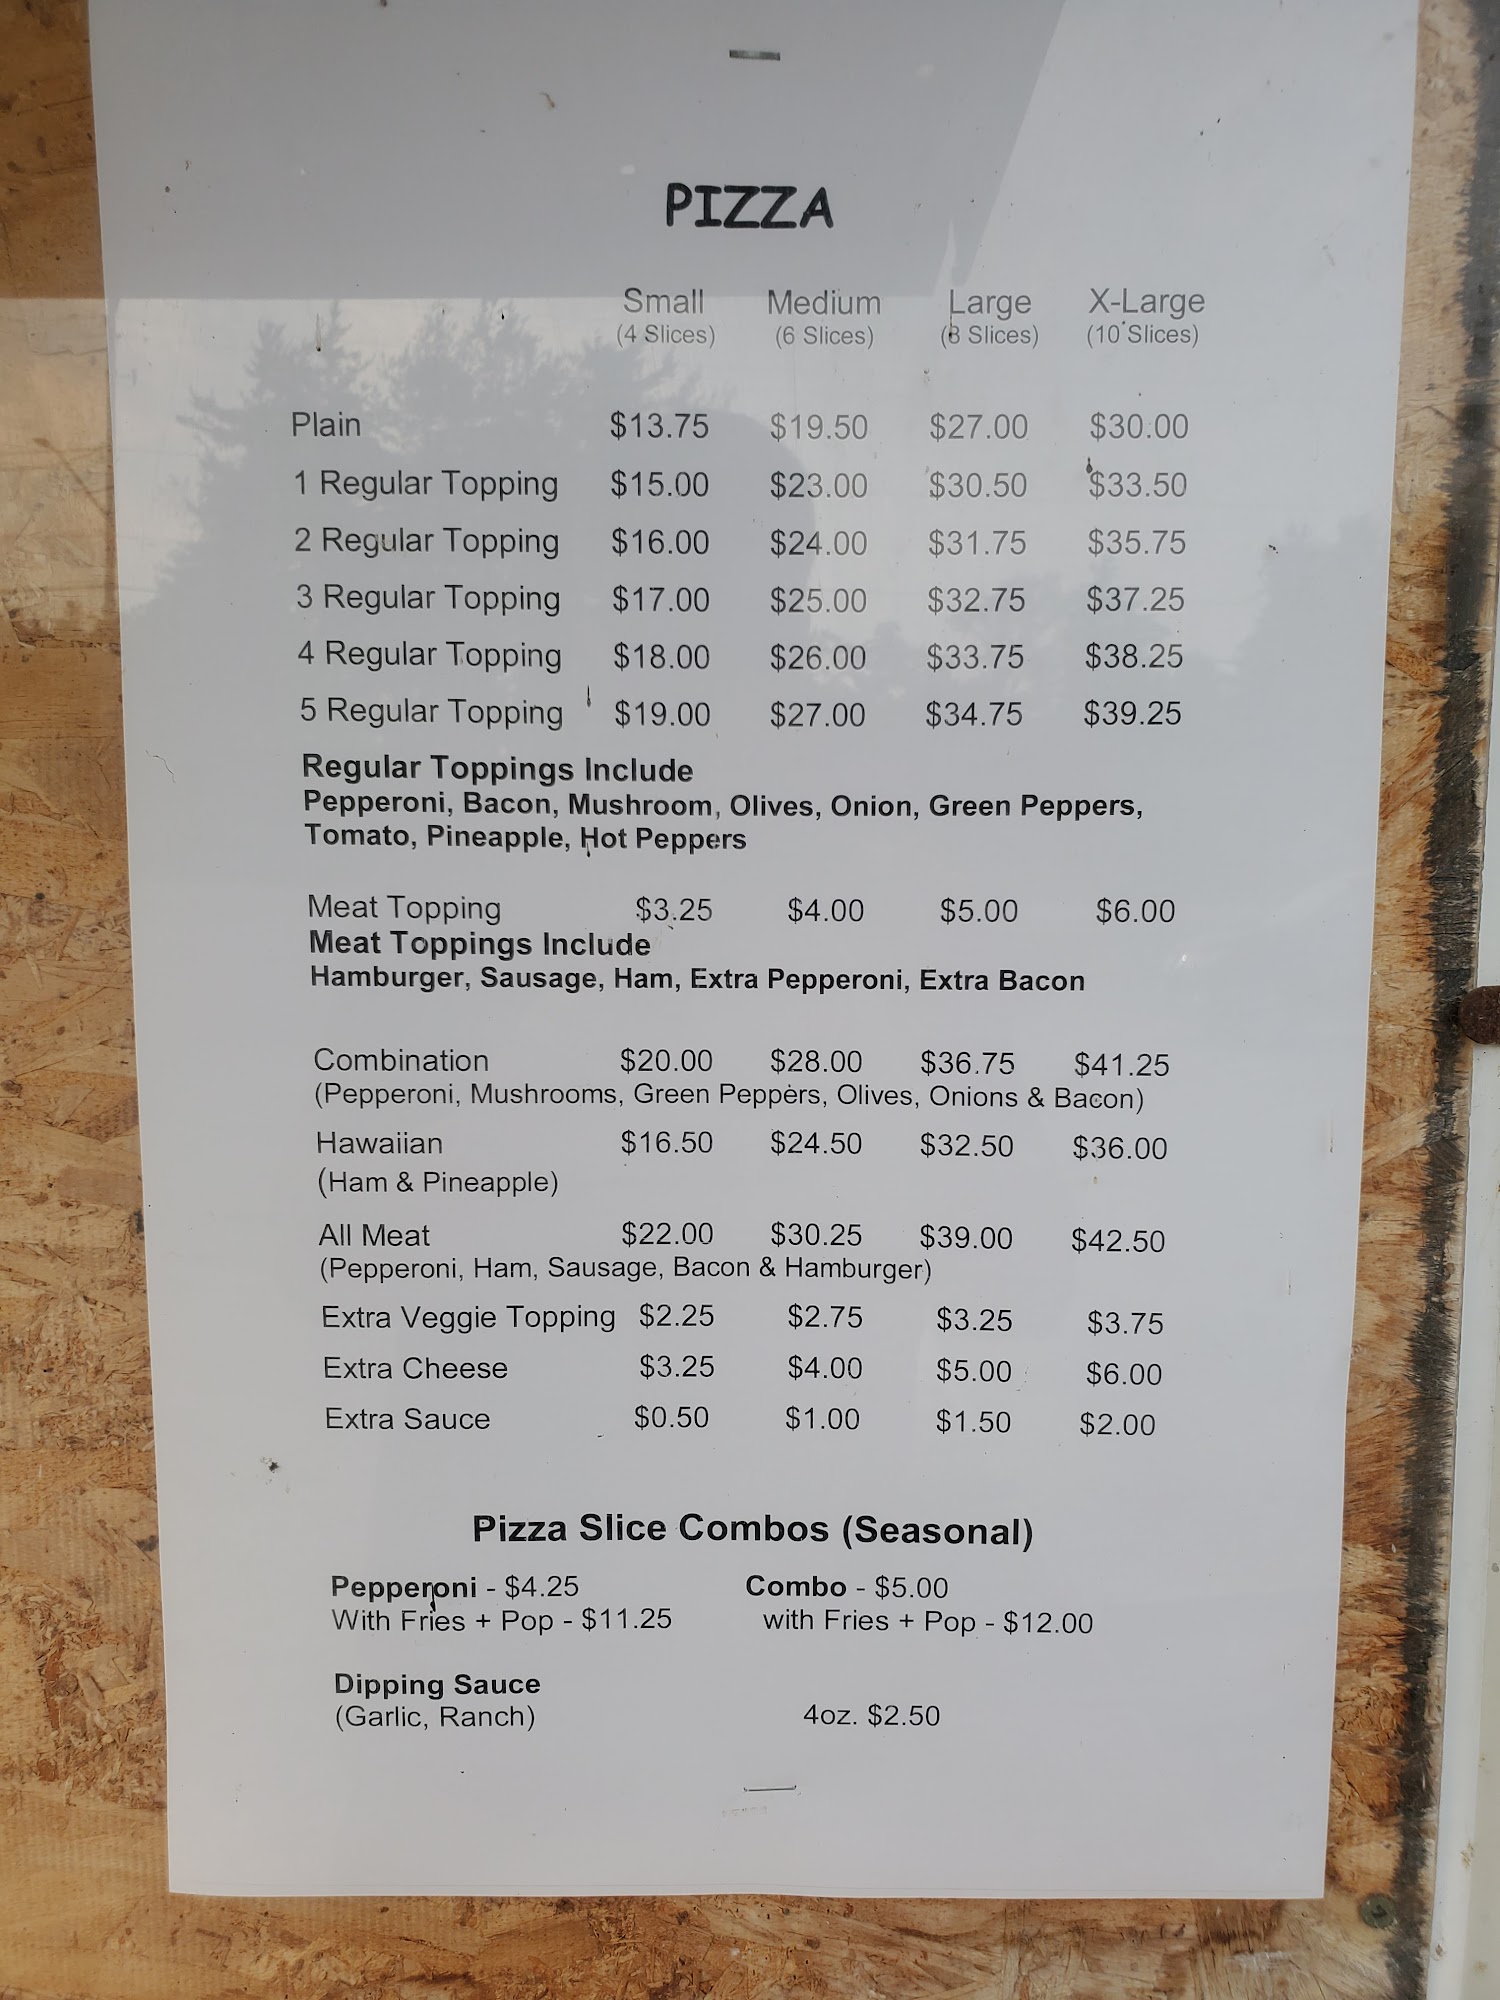 PIZZA
Small Medium Large X-Large
(4 Slices) (6 Slices) (8 Slices) (10 Slices)
Plain $13.75 $19.50 $27.00 $30.00
1 Regular Topping $15.00 $23.00 $30.50 $33.50
2 Regular Topping $16.00 $24.00 $31.75 $35.75
3 Regular Topping $17.00 $25.00 $32.75 $37.25
4 Regular Topping $18.00 $26.00 $33.75 $38.25
5 Regular Topping $19.00 $27.00 $34.75 $39.25
Regular Toppings Include
Pepperoni, Bacon, Mushroom, Olives, Onion, Green Peppers,
Tomato, Pineapple, Hot Peppers
Meat Topping $3.25 $4.00 $5.00 $6.00
Meat Toppings Include
Hamburger, Sausage, Ham, Extra Pepperoni, Extra Bacon
Combination $20.00 $28.00 $36.75 $41.25
(Pepperoni, Mushrooms, Green Peppers, Olives, Onions & Bacon)
Hawaiian $16.50 $24.50 $32.50 $36.00
(Ham & Pineapple)
All Meat $22.00 $30.25 $39.00 $42.50
(Pepperoni, Ham, Sausage, Bacon & Hamburger)
Extra Veggie Topping $2.25 $2.75 $3.25 $3.75
Extra Cheese $3.25 $4.00 $5.00 $6.00
Extra Sauce $0.50 $1.00 $1.50 $2.00
Pizza Slice Combos (Seasonal)
Pepperoni - $4.25 Combo - $5.00
With Fries + Pop - $11.25 with Fries + Pop - $12.00
Dipping Sauce
(Garlic, Ranch) 4oz. $2.50